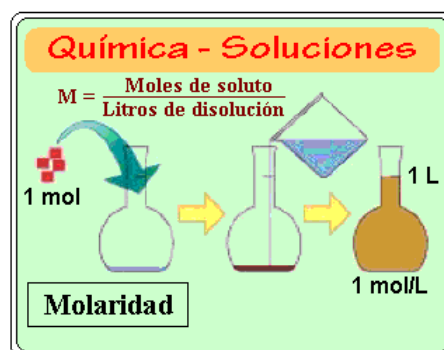 Química - Soluciones
M = Moles de soluto
Litros de disolución
1 mol
1 L
1 mol/L
Molaridad